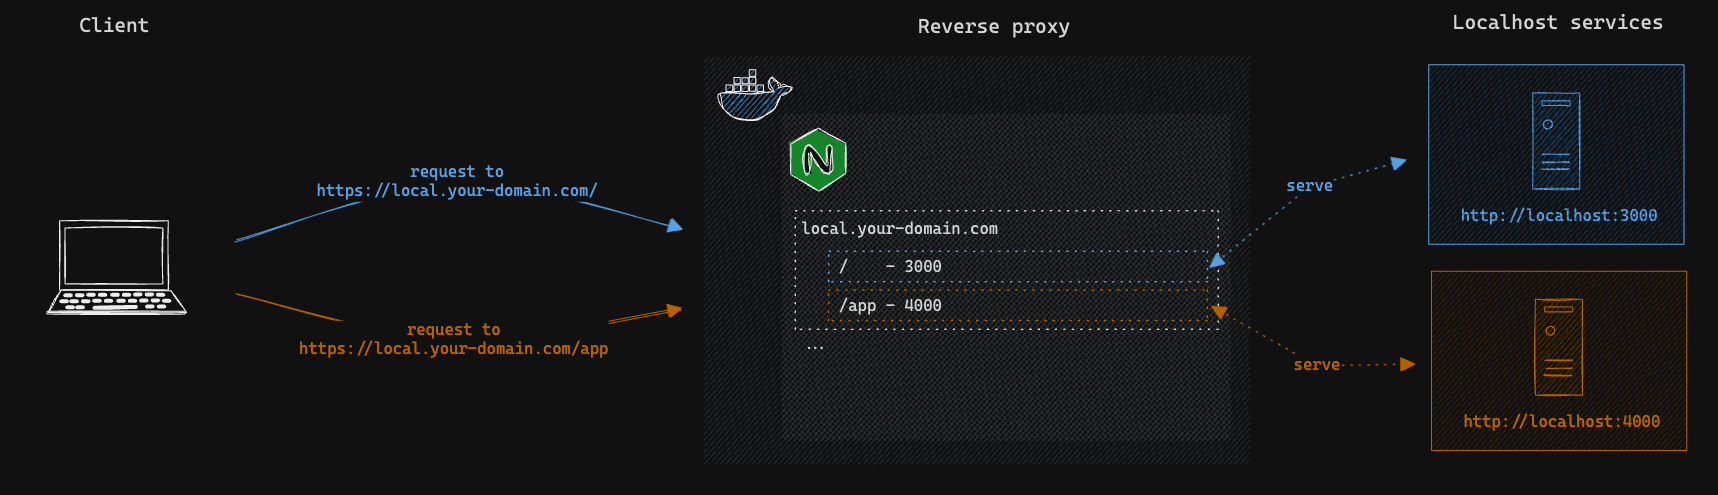 Client
Reverse proxy
Localhost services
request to
https://local.your-domain.com/
request to
https://local.your-domain.com/app
N
local.your-domain.com
/    - 3000
/app - 4000
...
serve
serve
http://localhost:3000
http://localhost:4000